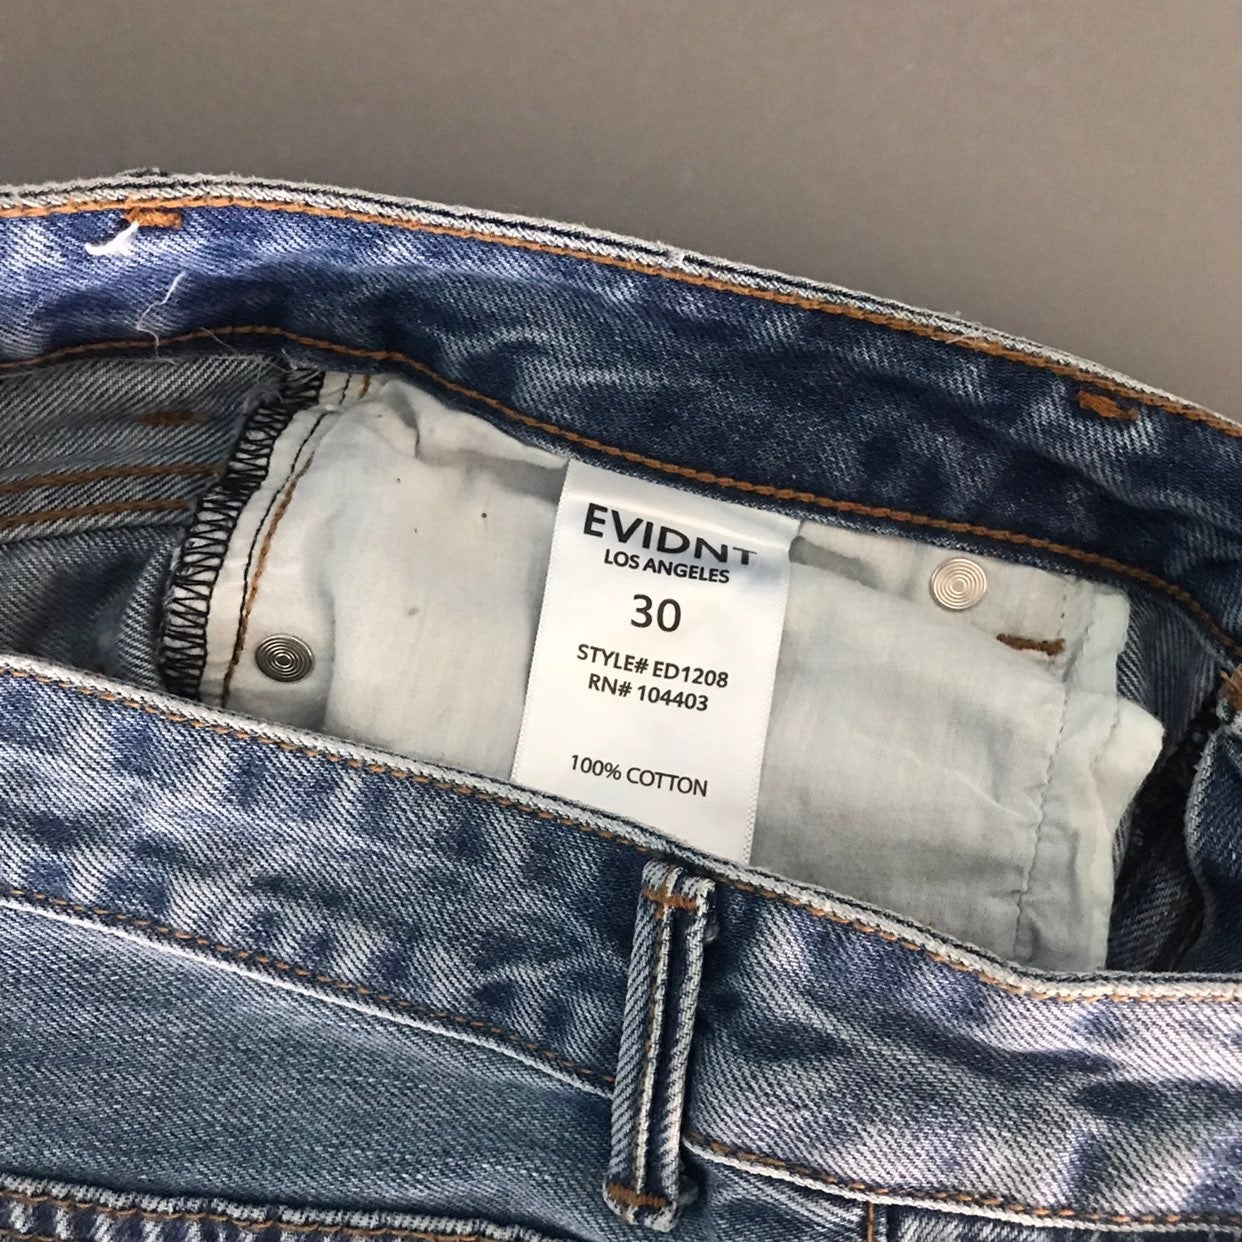 EVIDNT
LOS ANGELES
30
STYLE# ED1208
RN# 104403
100% COTTON